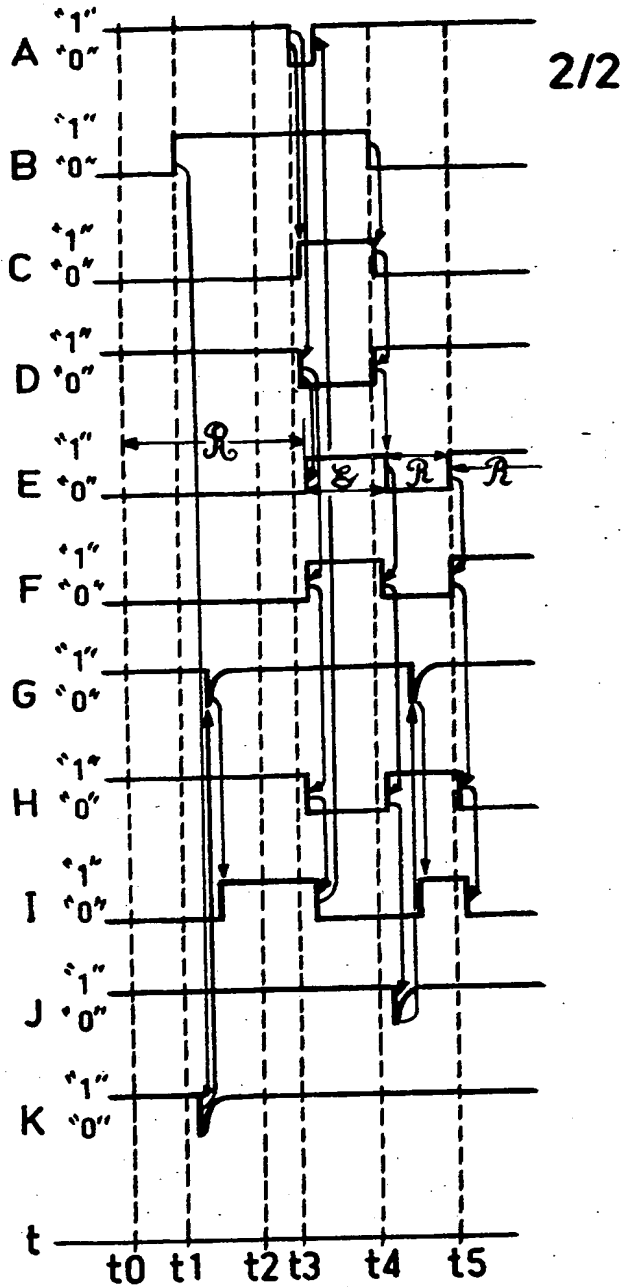 A "1" "0"
2/2
B "1" "0"
C "1" "0"
D "1" "0"
R
E "1" "0" E R R
F "1" "0"
G "1" "0"
H "1" "0"
I "1" "0"
J "1" "0"
K "1" "0"
t
t0 t1 t2 t3 t4 t5